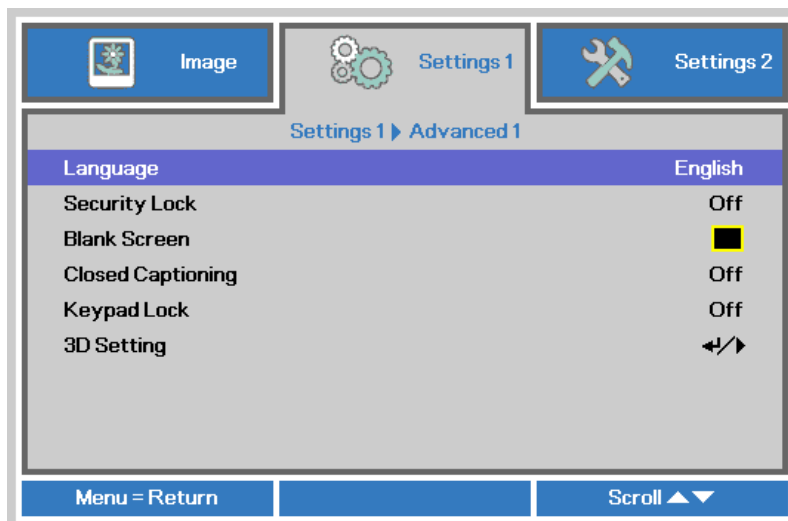 Image Settings 1 Settings 2
Settings 1 ▶ Advanced 1
Language English
Security Lock Off
Blank Screen
Closed Captioning Off
Keypad Lock Off
3D Setting ↵/▶
Menu = Return Scroll ▲▼